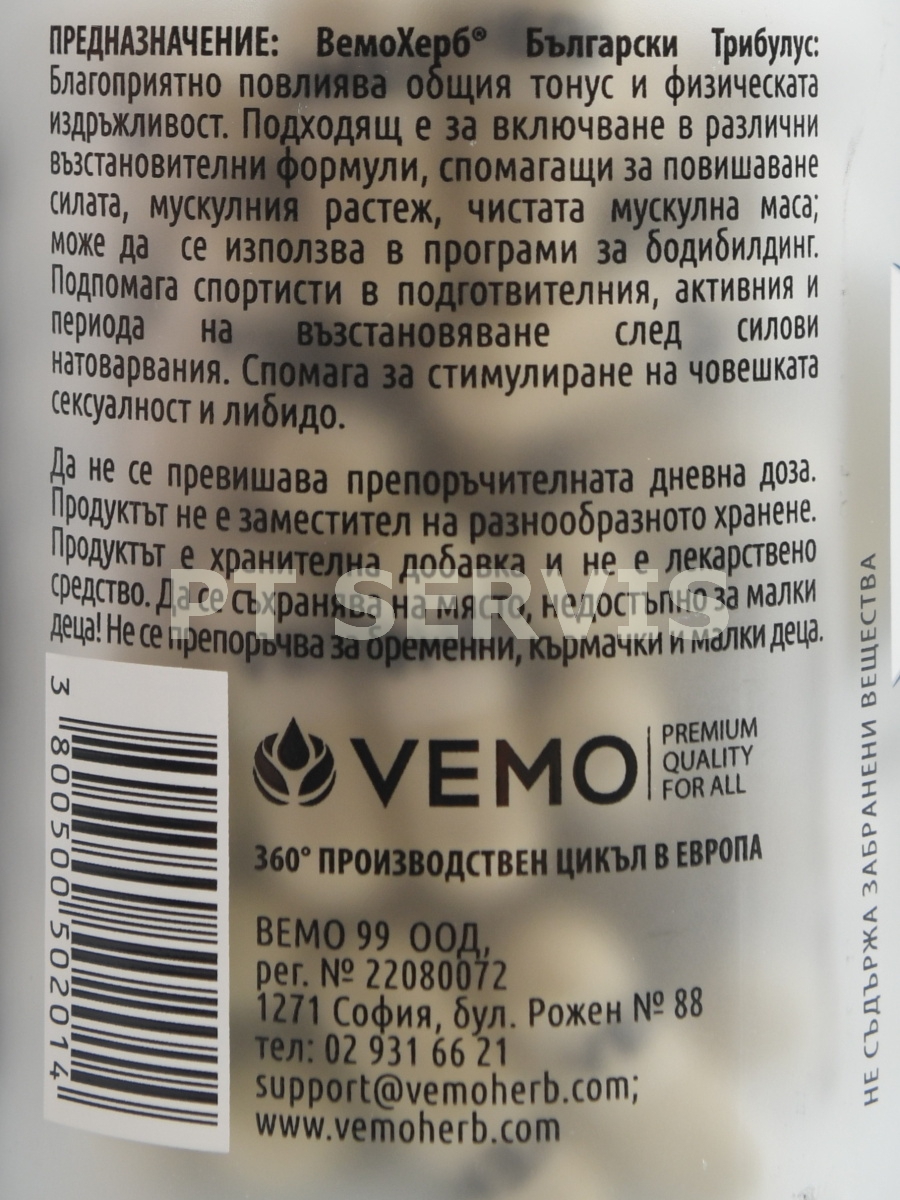 ПРЕДНАЗНАЧЕНИЕ: ВемоХерб® Български Трибулус:
Благоприятно повлиява общия тонус и физическата
издръжливост. Подходящ е за включване в различни
възстановителни формули, спомагащи за повишаване
силата, мускулния растеж, чистата мускулна маса;
може да се използва в програми за бодибилдинг.
Подпомага спортисти в подготвителния, активния и
периода на възстановяване след силови
натоварвания. Спомага за стимулиране на човешката
сексуалност и либидо.
Да не се превишава препоръчителната дневна доза.
Продуктът не е заместител на разнообразното хранене.
Продуктът е хранителна добавка и не е лекарствено
средство. Да се съхранява на място, недостъпно за малки
деца! Не се препоръчва за бременни, кърмачки и малки деца.
PT SERVIS
3 800500 502014
VEMO
PREMIUM
QUALITY
FOR ALL
360° ПРОИЗВОДСТВЕН ЦИКЪЛ В ЕВРОПА
ВЕМО 99 ООД,
рег. № 22080072
1271 София, бул. Рожен № 88
тел: 02 931 66 21
support@vemoherb.com;
www.vemoherb.com
НЕ СЪДЪРЖА ЗАБРАНЕНИ ВЕЩЕСТВА